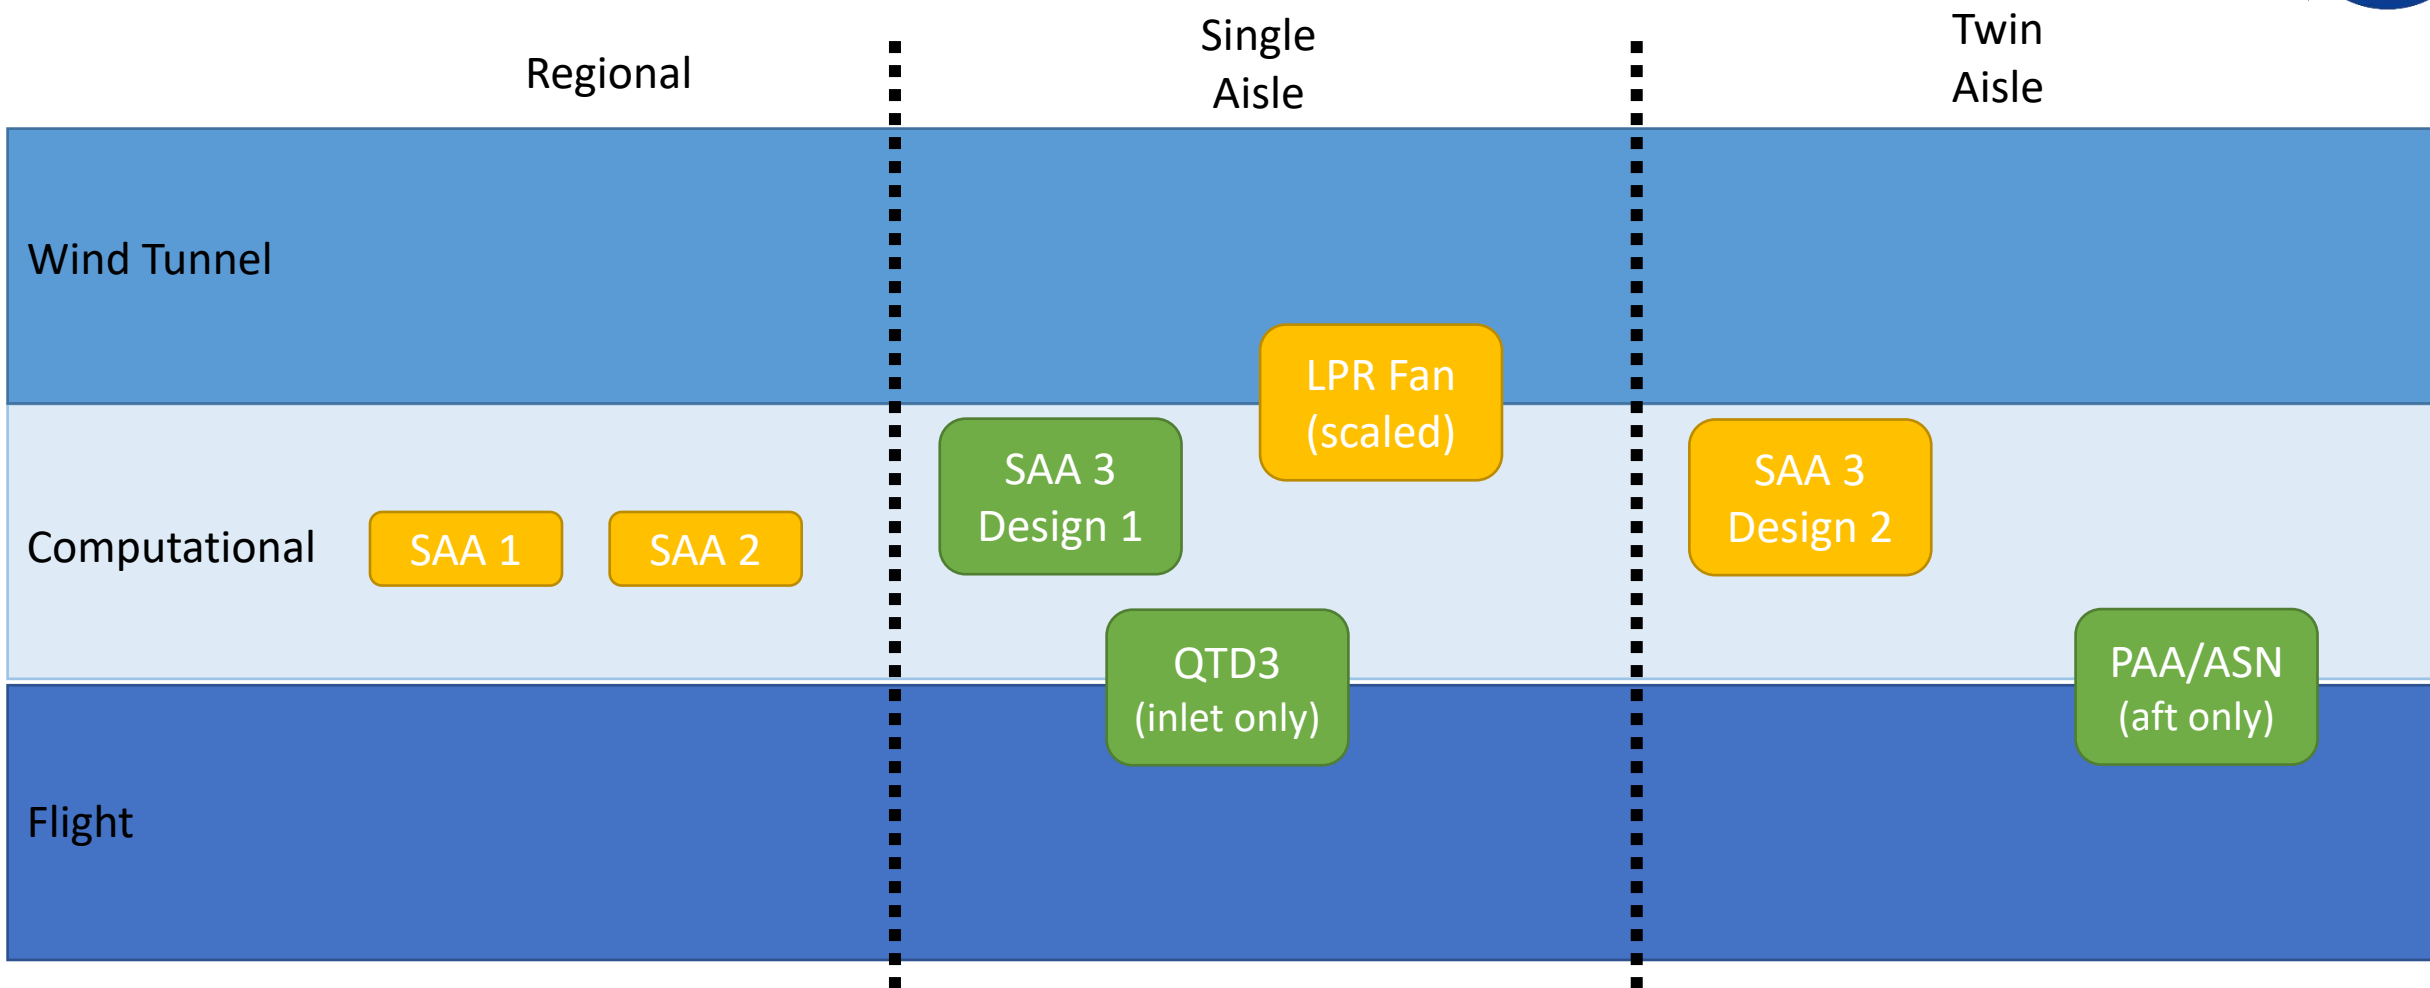 Regional
Single
Aisle
Twin
Aisle
Wind Tunnel
LPR Fan
(scaled)
Computational
SAA 1
SAA 2
SAA 3
Design 1
SAA 3
Design 2
QTD3
(inlet only)
PAA/ASN
(aft only)
Flight